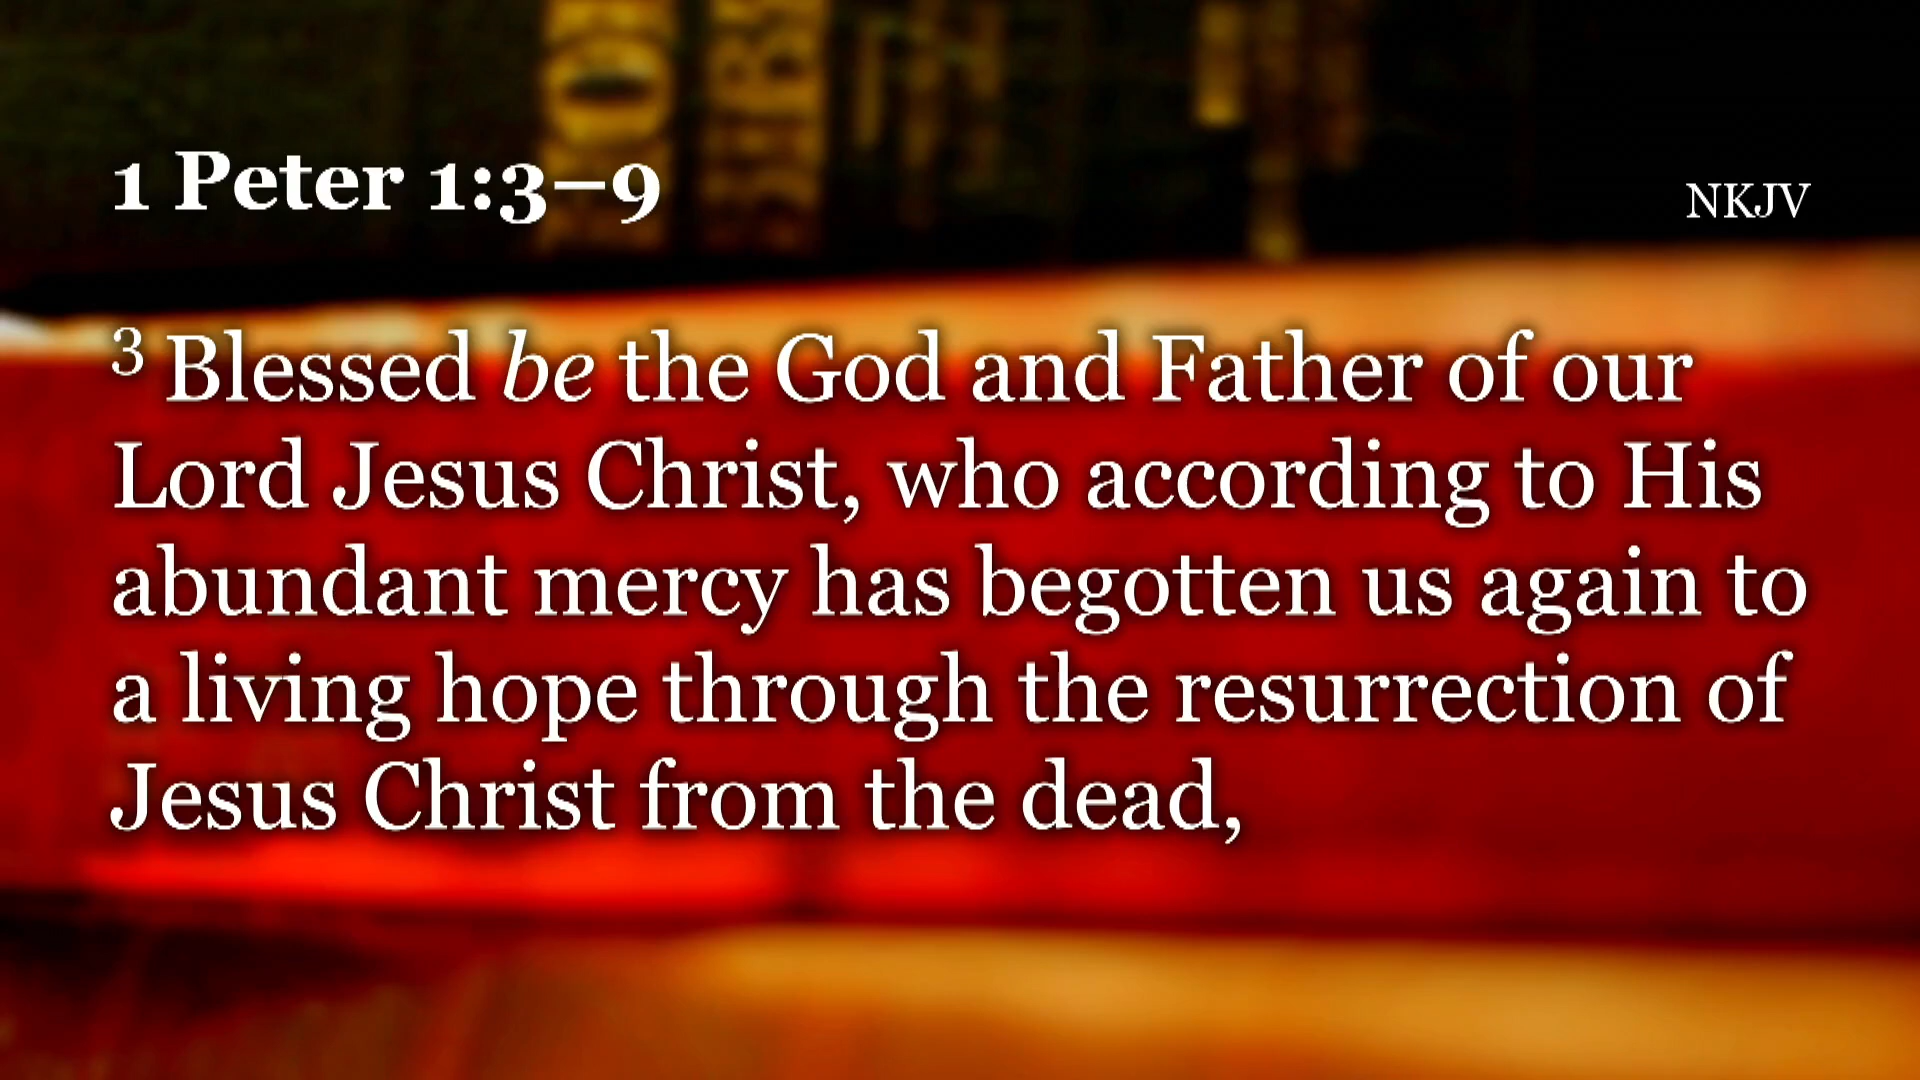 1 Peter 1:3–9
NKJV
3 Blessed be the God and Father of our
Lord Jesus Christ, who according to His
abundant mercy has begotten us again to
a living hope through the resurrection of
Jesus Christ from the dead,